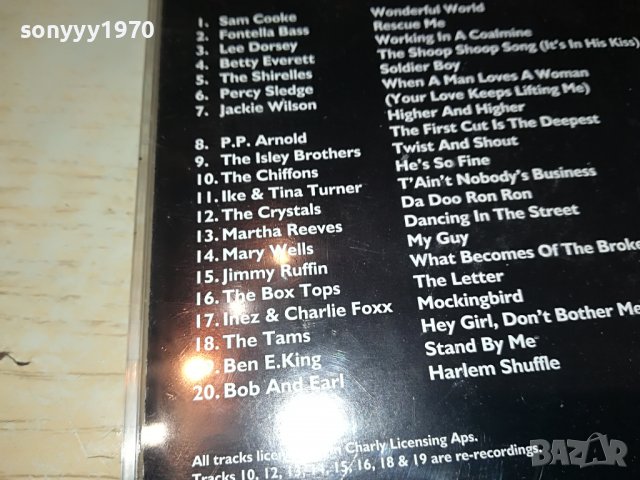 sonyyy1970
1. Sam Cooke Wonderful World
2. Fontella Bass Rescue Me
3. Lee Dorsey Working In A Coalmine
4. Betty Everett The Shoop Shoop Song (It's In His Kiss)
5. The Shirelles Soldier Boy
6. Percy Sledge When A Man Loves A Woman
7. Jackie Wilson (Your Love Keeps Lifting Me)
Higher And Higher
8. P.P. Arnold The First Cut Is The Deepest
9. The Isley Brothers Twist And Shout
10. The Chiffons He's So Fine
11. Ike & Tina Turner T'Ain't Nobody's Business
12. The Crystals Da Doo Ron Ron
13. Martha Reeves Dancing In The Street
14. Mary Wells My Guy
15. Jimmy Ruffin What Becomes Of The Broke
16. The Box Tops The Letter
17. Inez & Charlie Foxx Mockingbird
18. The Tams Hey Girl, Don't Bother Me
Ben E.King Stand By Me
20. Bob And Earl Harlem Shuffle
All tracks Charly Licensing Aps.
Tracks 10, 12, 13, 14, 15, 16, 18 & 19 are re-recordings.
BAZAR